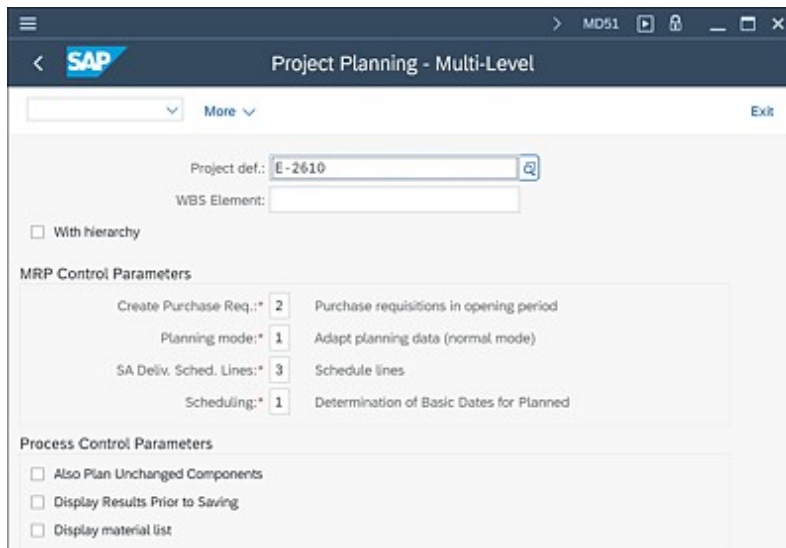 MD51
SAP Project Planning - Multi-Level
More Exit
Project def.: E-2610
WBS Element:
With hierarchy
MRP Control Parameters
Create Purchase Req.:* 2 Purchase requisitions in opening period
Planning mode:* 1 Adapt planning data (normal mode)
SA Deliv. Sched. Lines:* 3 Schedule lines
Scheduling:* 1 Determination of Basic Dates for Planned
Process Control Parameters
Also Plan Unchanged Components
Display Results Prior to Saving
Display material list